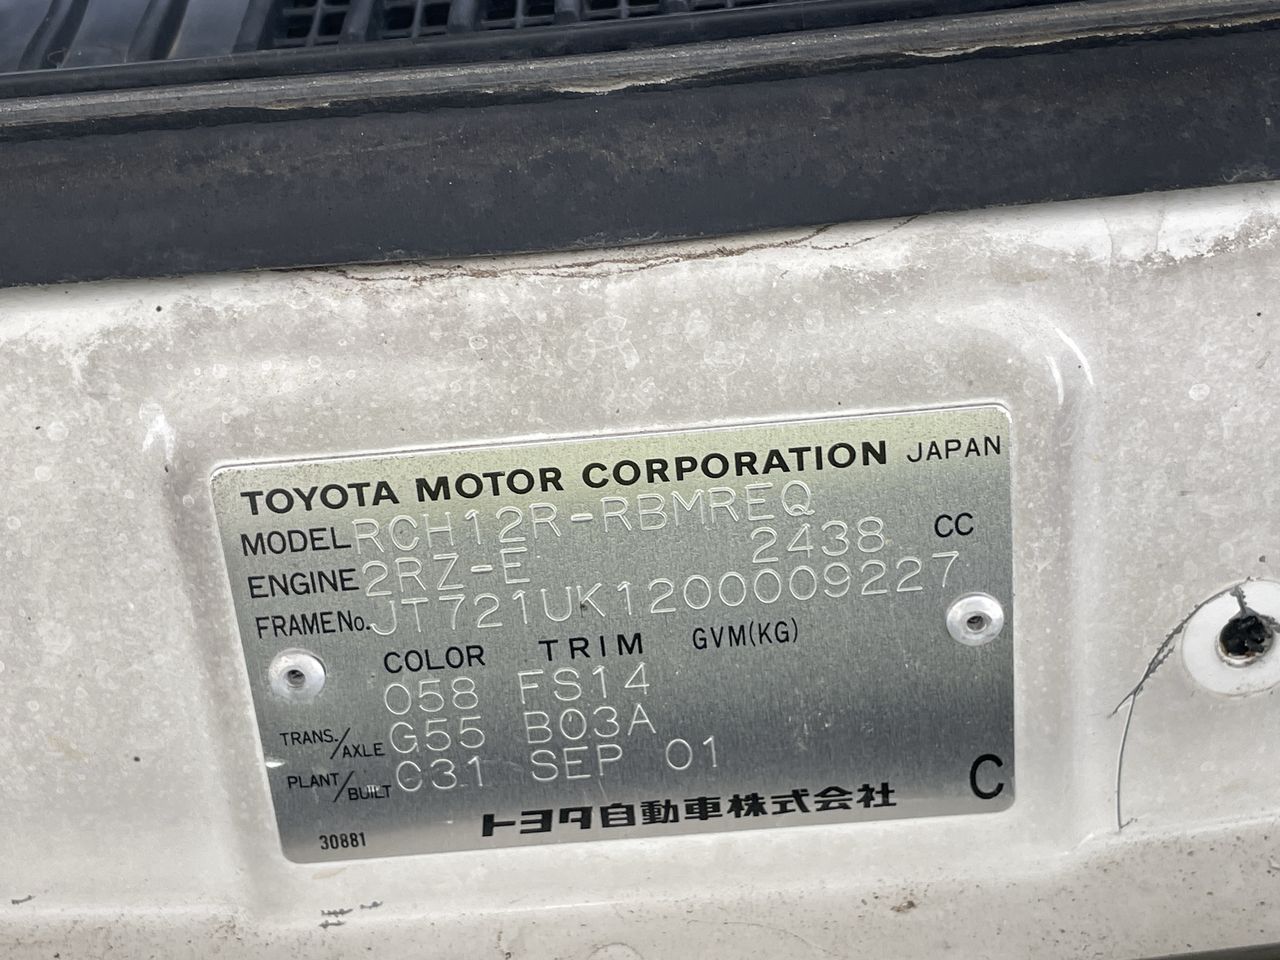 TOYOTA MOTOR CORPORATION JAPAN
MODEL RCH12R-RBMREQ
ENGINE 2RZ-E 2438 CC
FRAME No. JT721UK1200009227
COLOR TRIM GVM(KG)
058 FS14
TRANS./AXLE G55 B03A
PLANT/BUILT C31 SEP 01
トヨタ自動車株式会社 C
30881